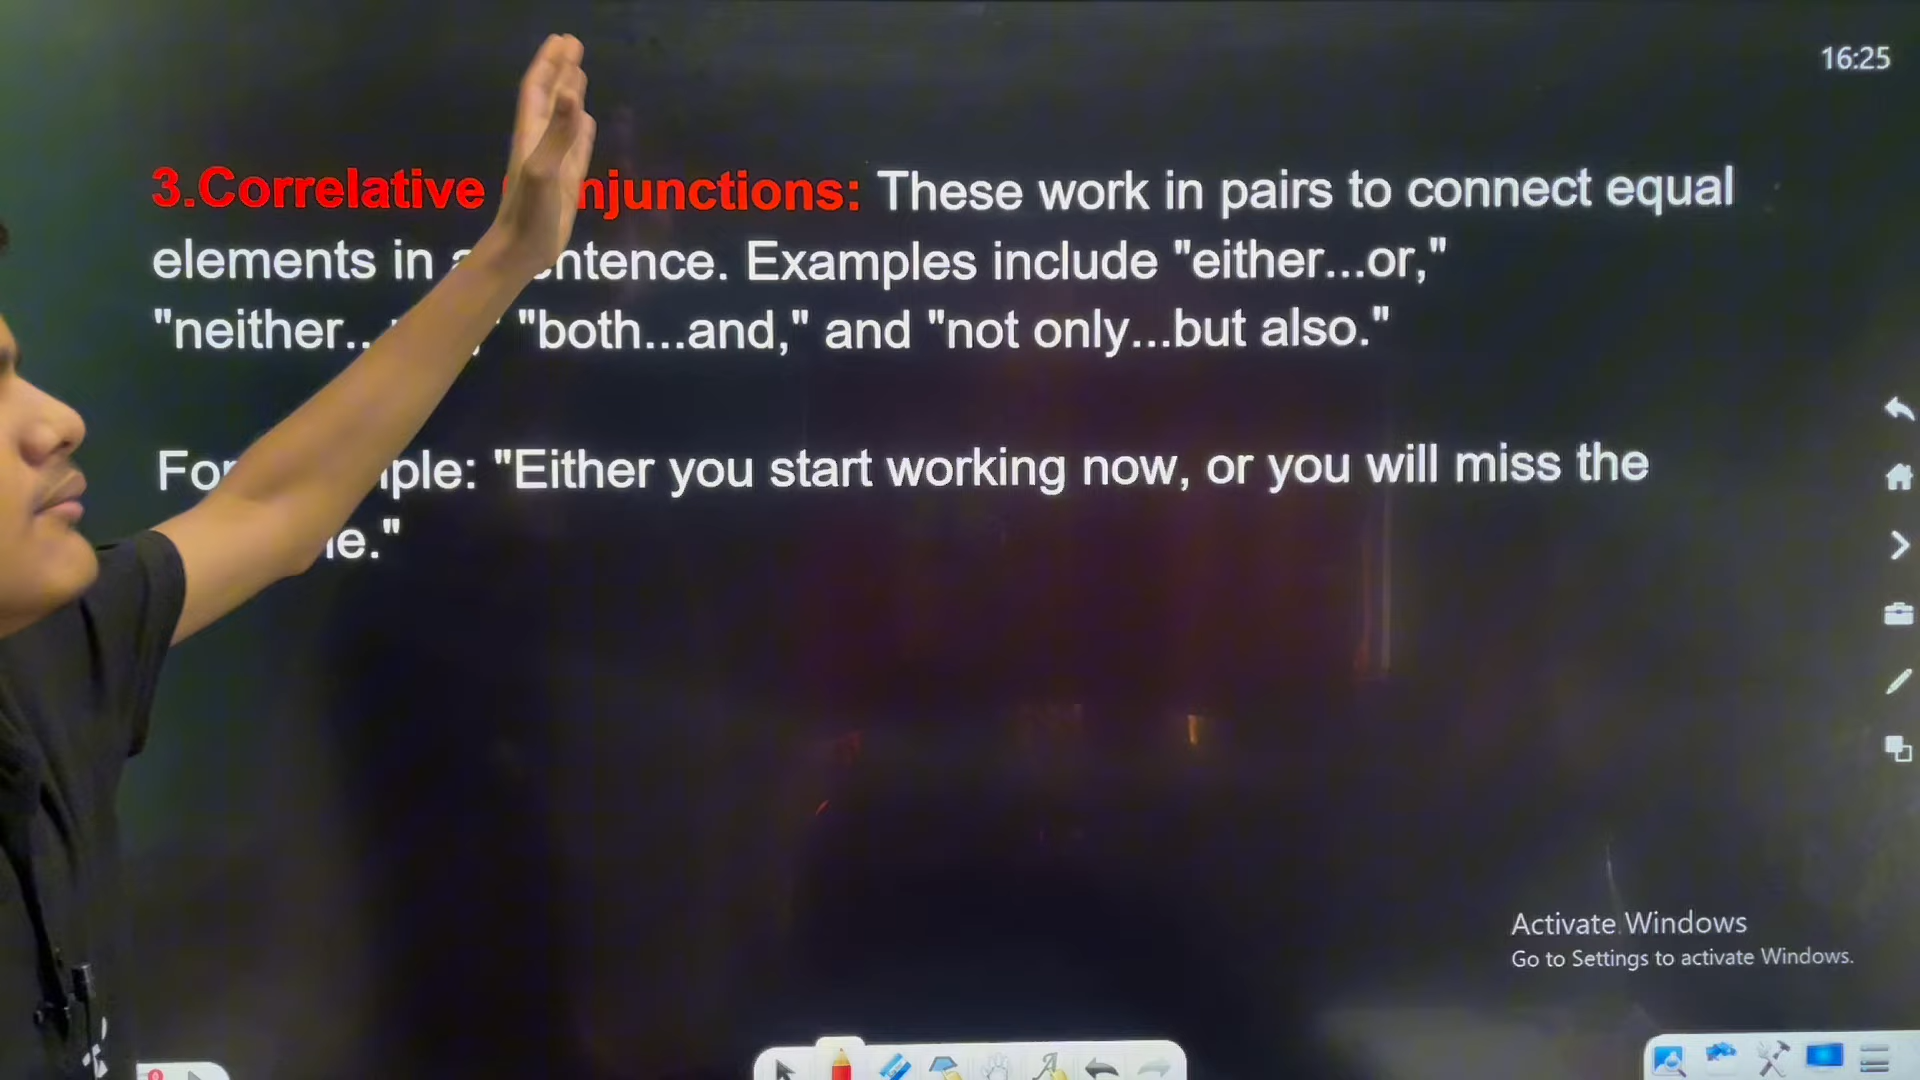 16:25
3.Correlative njunctions: These work in pairs to connect equal
elements in a ntence. Examples include "either...or,"
"neither... "both...and," and "not only...but also."
For ple: "Either you start working now, or you will miss the
e."
Activate Windows
Go to Settings to activate Windows.